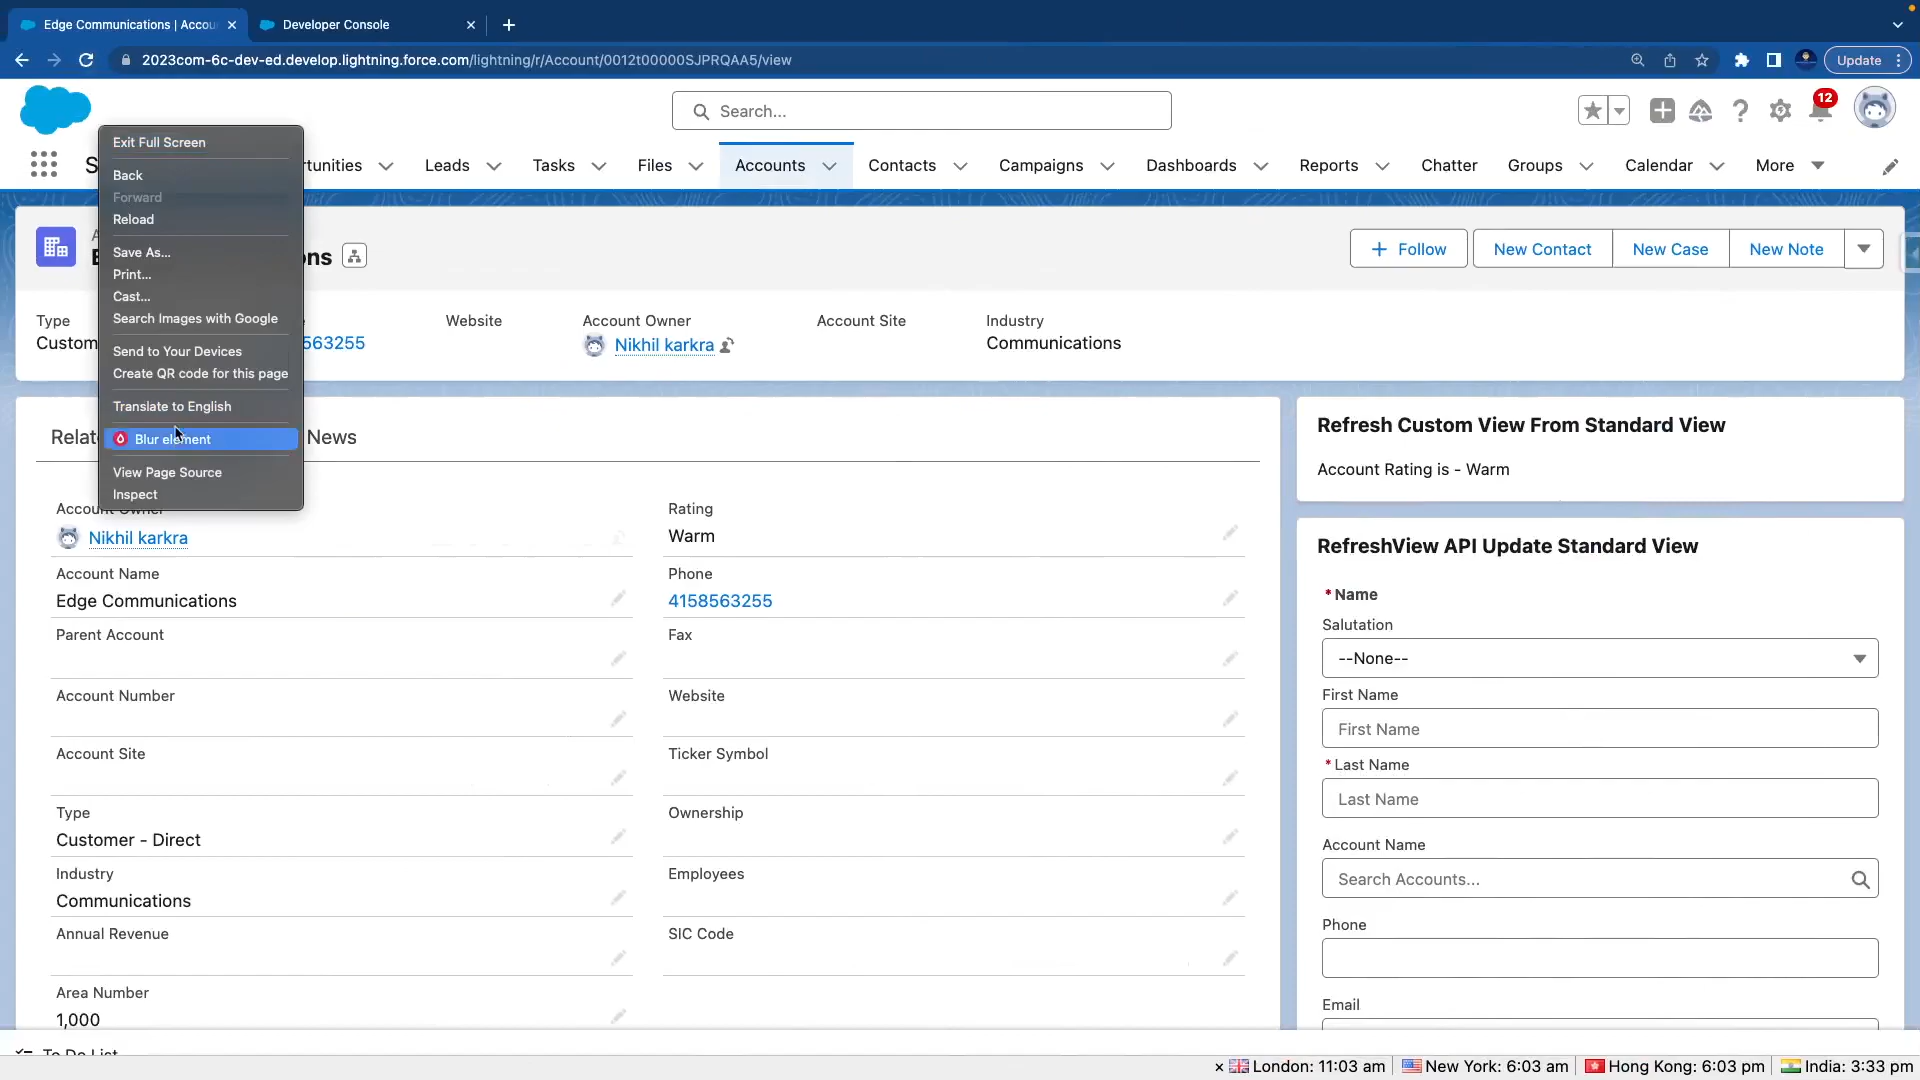 Edge Communications | Accou
Developer Console
2023com-6c-dev-ed.develop.lightning.force.com/lightning/r/Account/0012t00000SJPRQAA5/view
Update
Search...
12
S
rtunities
Leads
Tasks
Files
Accounts
Contacts
Campaigns
Dashboards
Reports
Chatter
Groups
Calendar
More
Exit Full Screen
Back
Forward
Reload
Save As...
Print...
Cast...
Search Images with Google
Send to Your Devices
Create QR code for this page
Translate to English
Blur element
View Page Source
Inspect
ons
Follow
New Contact
New Case
New Note
Type
Website
Account Owner
Account Site
Industry
Custom
563255
Nikhil karkra
Communications
Relate
News
Account Owner
Nikhil karkra
Rating
Warm
Account Name
Edge Communications
Phone
4158563255
Parent Account
Fax
Account Number
Website
Account Site
Ticker Symbol
Type
Customer - Direct
Ownership
Industry
Communications
Employees
Annual Revenue
SIC Code
Area Number
1,000
Refresh Custom View From Standard View
Account Rating is - Warm
RefreshView API Update Standard View
*Name
Salutation
--None--
First Name
First Name
*Last Name
Last Name
Account Name
Search Accounts...
Phone
Email
To Do List
× London: 11:03 am New York: 6:03 am Hong Kong: 6:03 pm India: 3:33 pm